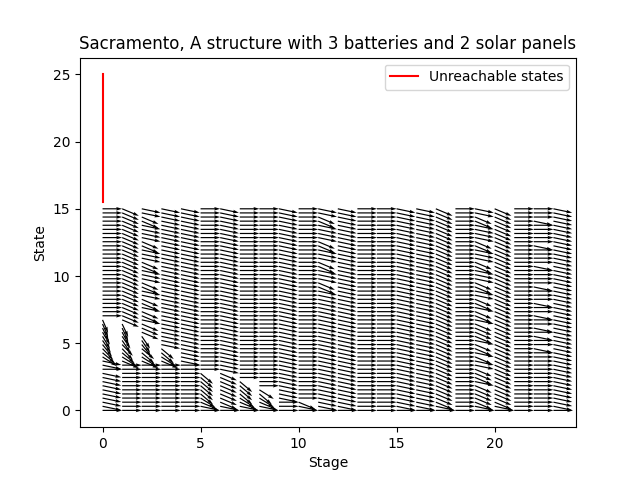 Sacramento, A structure with 3 batteries and 2 solar panels
Unreachable states
25
20
15
10
5
0
State
0
5
10
15
20
Stage